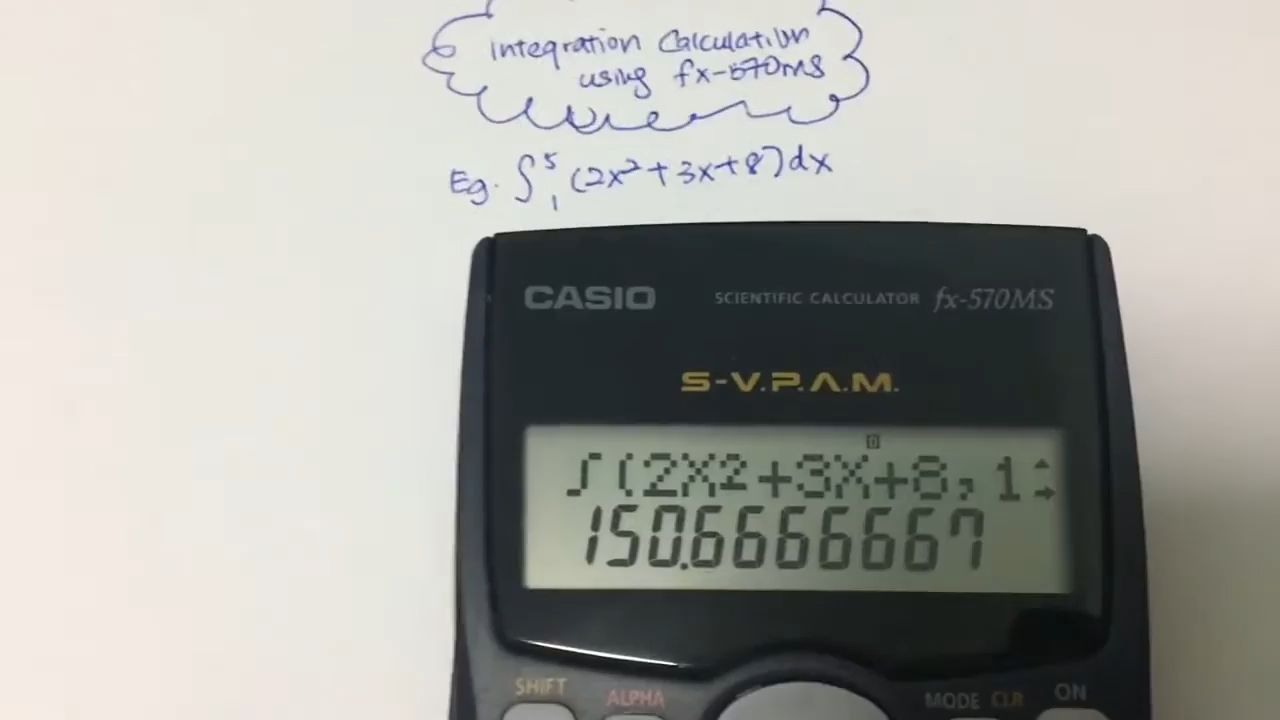 integration Calculation
using fx-570ms
Eg. ∫₁⁵ (2x²+3x+8)dx
CASIO SCIENTIFIC CALCULATOR fx-570MS
S-V.P.A.M.
D
∫(2X²+3X+8,1
150.6666667
SHIFT ALPHA MODE CLR ON